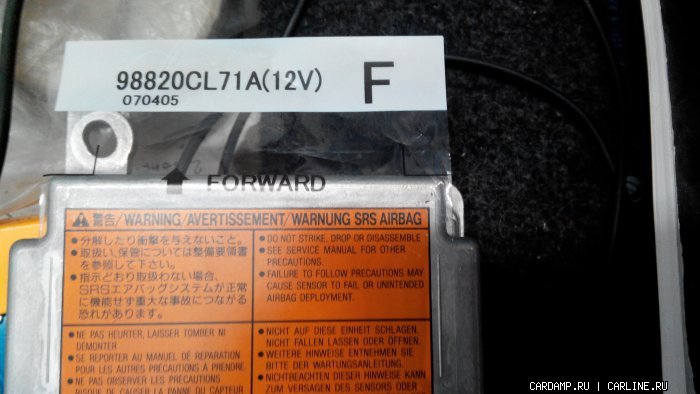 98820CL71A(12V) F
070405
FORWARD
警告/WARNING/AVERTISSEMENT/WARNUNG SRS AIRBAG
●分解したり衝撃を与えないこと。
●取扱い、保管については整備要領書
を参照して下さい。
●指示どおり取扱わない場合、
SRSエアバッグシステムが正常
に機能せず重大な事故につながる
恐れがあります。
●DO NOT STRIKE, DROP OR DISASSEMBLE
●SEE SERVICE MANUAL FOR OTHER
PRECAUTIONS.
●FAILURE TO FOLLOW PRECAUTIONS MAY
CAUSE SENSOR TO FAIL OR UNINTENDED
AIRBAG DEPLOYMENT.
●NE PAS HEURTER, LAISSER TOMBER NI
DEMONTER
●SE REPORTER AU MANUEL DE REPARATION
POUR LES AUTRES PRÉCAUTIONS À PRENDRE.
●NE PAS OBSERVER LES PRÉCAUTIONS
RISQUE DE CAUSER LA PANNE DU CAPTEUR
●NICHT AUF DIESE EINHEIT SCHLAGEN,
NICHT FALLEN LASSEN ODER ÖFFNEN.
●WEITERE HINWEISE ENTNEHMEN SIE
BITTE DER WARTUNGSANLEITUNG.
●NICHTBEACHTEN DIESER HINWEISE KANN
ZUM VERSAGEN DES SENSORS ODER
CARDAMP.RU | CARLINE.RU